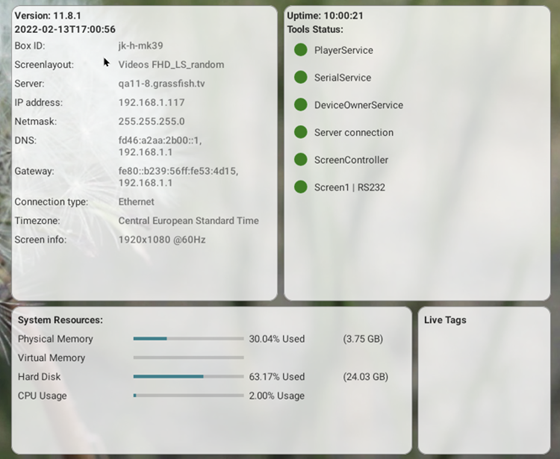 Version: 11.8.1
2022-02-13T17:00:56
Box ID: jk-h-mk39
Screenlayout: Videos FHD_LS_random
Server: qa11-8.grassfish.tv
IP address: 192.168.1.117
Netmask: 255.255.255.0
DNS: fd46:a2aa:2b00::1,
192.168.1.1
Gateway: fe80::b239:56ff:fe53:4d15,
192.168.1.1
Connection type: Ethernet
Timezone: Central European Standard Time
Screen info: 1920x1080 @60Hz
Uptime: 10:00:21
Tools Status:
PlayerService
SerialService
DeviceOwnerService
Server connection
ScreenController
Screen1 | RS232
System Resources:
Physical Memory 30.04% Used (3.75 GB)
Virtual Memory
Hard Disk 63.17% Used (24.03 GB)
CPU Usage 2.00% Usage
Live Tags